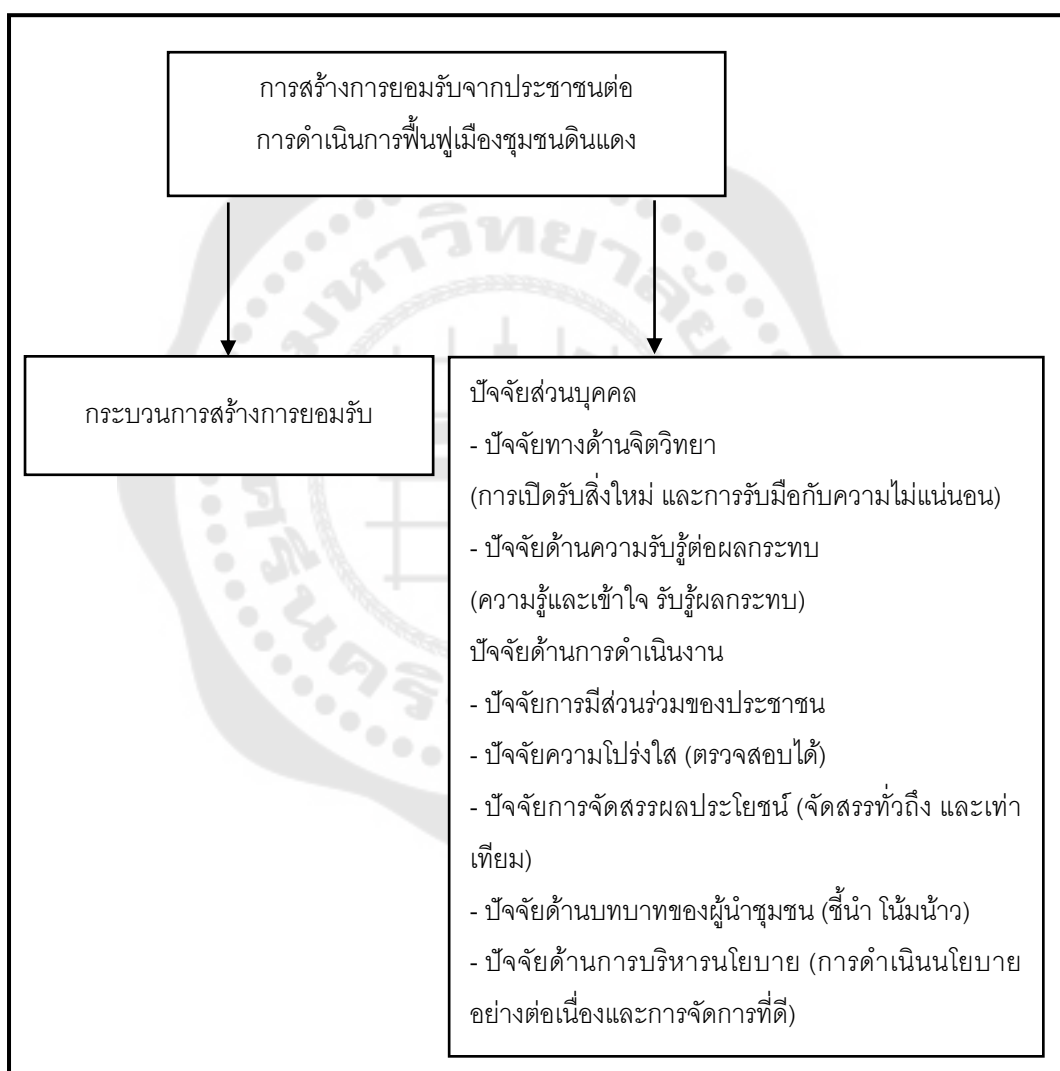 การสร้างการยอมรับจากประชาชนต่อ
การดำเนินการฟื้นฟูเมืองชุมชนดินแดง
กระบวนการสร้างการยอมรับ
ปัจจัยส่วนบุคคล
- ปัจจัยทางด้านจิตวิทยา
(การเปิดรับสิ่งใหม่ และการรับมือกับความไม่แน่นอน)
- ปัจจัยด้านความรับรู้ต่อผลกระทบ
(ความรู้และเข้าใจ รับรู้ผลกระทบ)
ปัจจัยด้านการดำเนินงาน
- ปัจจัยการมีส่วนร่วมของประชาชน
- ปัจจัยความโปร่งใส (ตรวจสอบได้)
- ปัจจัยการจัดสรรผลประโยชน์ (จัดสรรทั่วถึง และเท่า
เทียม)
- ปัจจัยด้านบทบาทของผู้นำชุมชน (ชี้นำ โน้มน้าว)
- ปัจจัยด้านการบริหารนโยบาย (การดำเนินนโยบาย
อย่างต่อเนื่องและการจัดการที่ดี)
มหาวิทยาลัย
ศรีนคริ